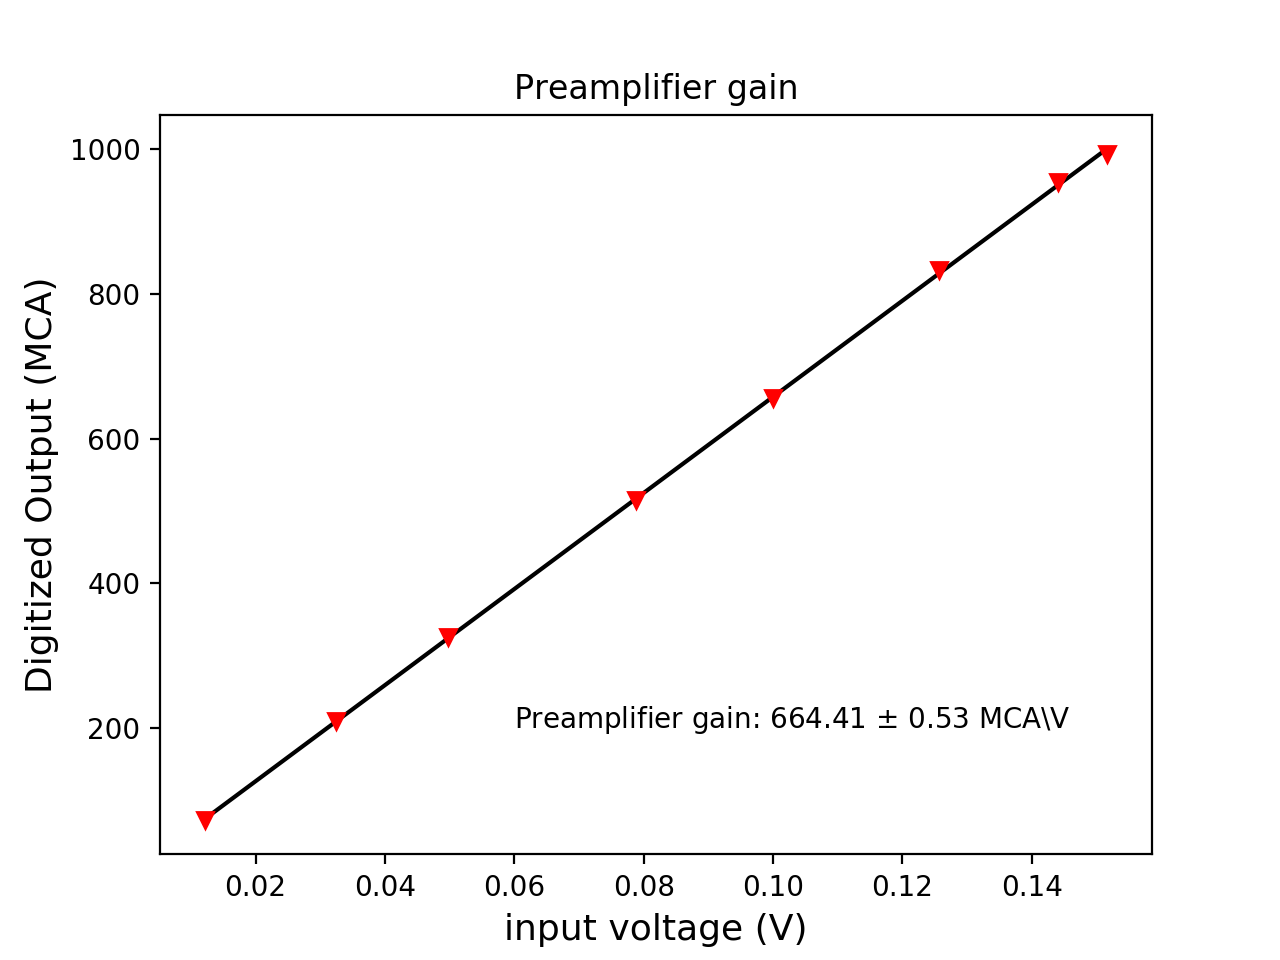 Preamplifier gain
1000
800
600
400
200
Digitized Output (MCA)
Preamplifier gain: 664.41 ± 0.53 MCA\V
0.02 0.04 0.06 0.08 0.10 0.12 0.14
input voltage (V)